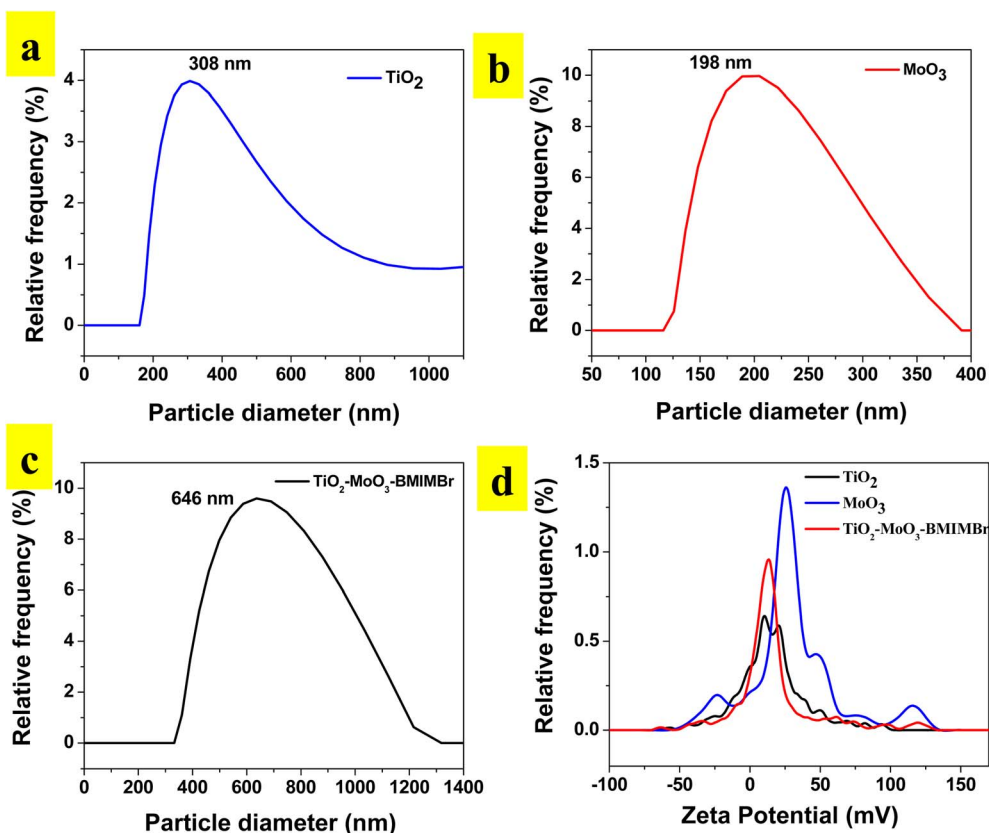 a
308 nm
TiO₂
Relative frequency (%)
4
3
2
1
0
0 200 400 600 800 1000
Particle diameter (nm)
b
198 nm
MoO₃
Relative frequency (%)
10
8
6
4
2
0
50 100 150 200 250 300 350 400
Particle diameter (nm)
c
646 nm
TiO₂-MoO₃-BMIMBr
Relative frequency (%)
10
8
6
4
2
0
0 200 400 600 800 1000 1200 1400
Particle diameter (nm)
d
TiO₂
MoO₃
TiO₂-MoO₃-BMIMBr
Relative frequency (%)
1.5
1.0
0.5
0.0
-100 -50 0 50 100 150
Zeta Potential (mV)